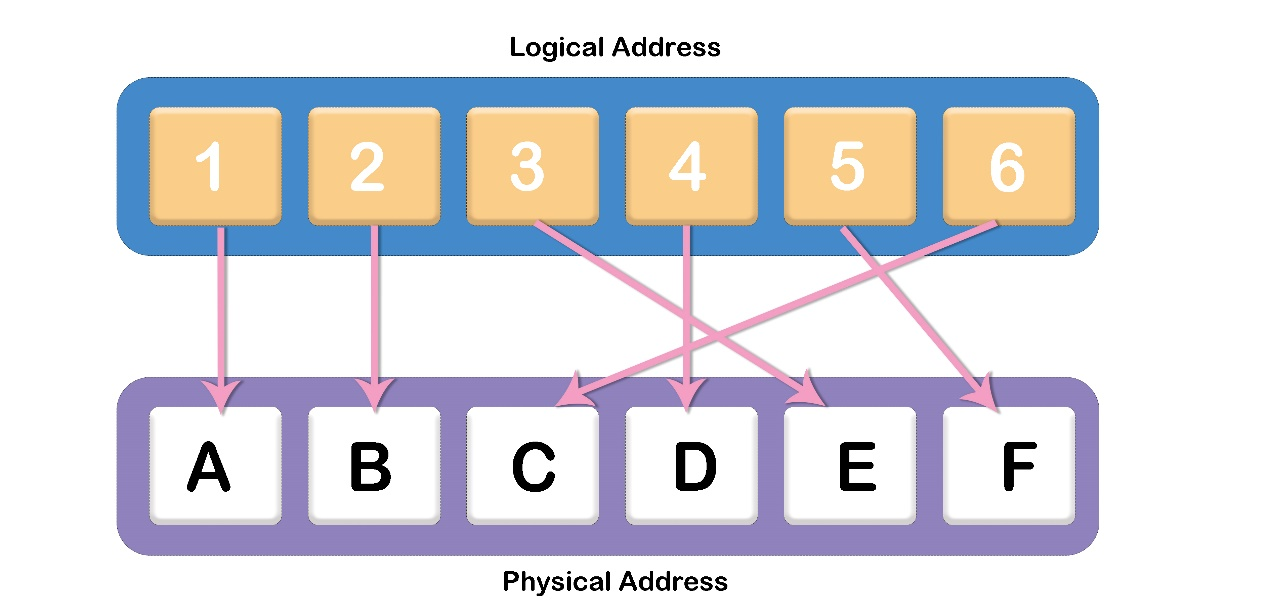 Logical Address
1 2 3 4 5 6
A B C D E F
Physical Address